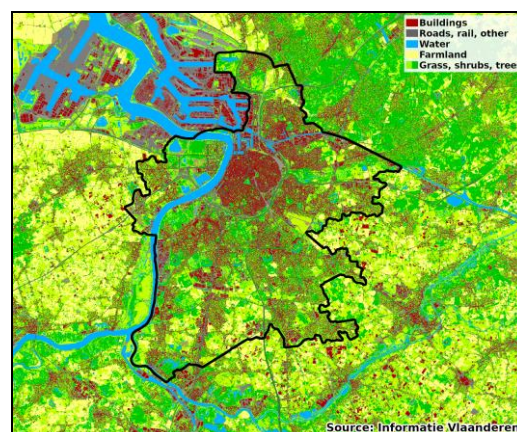 Buildings
Roads, rail, other
Water
Farmland
Grass, shrubs, tree
Source: Informatie Vlaanderen